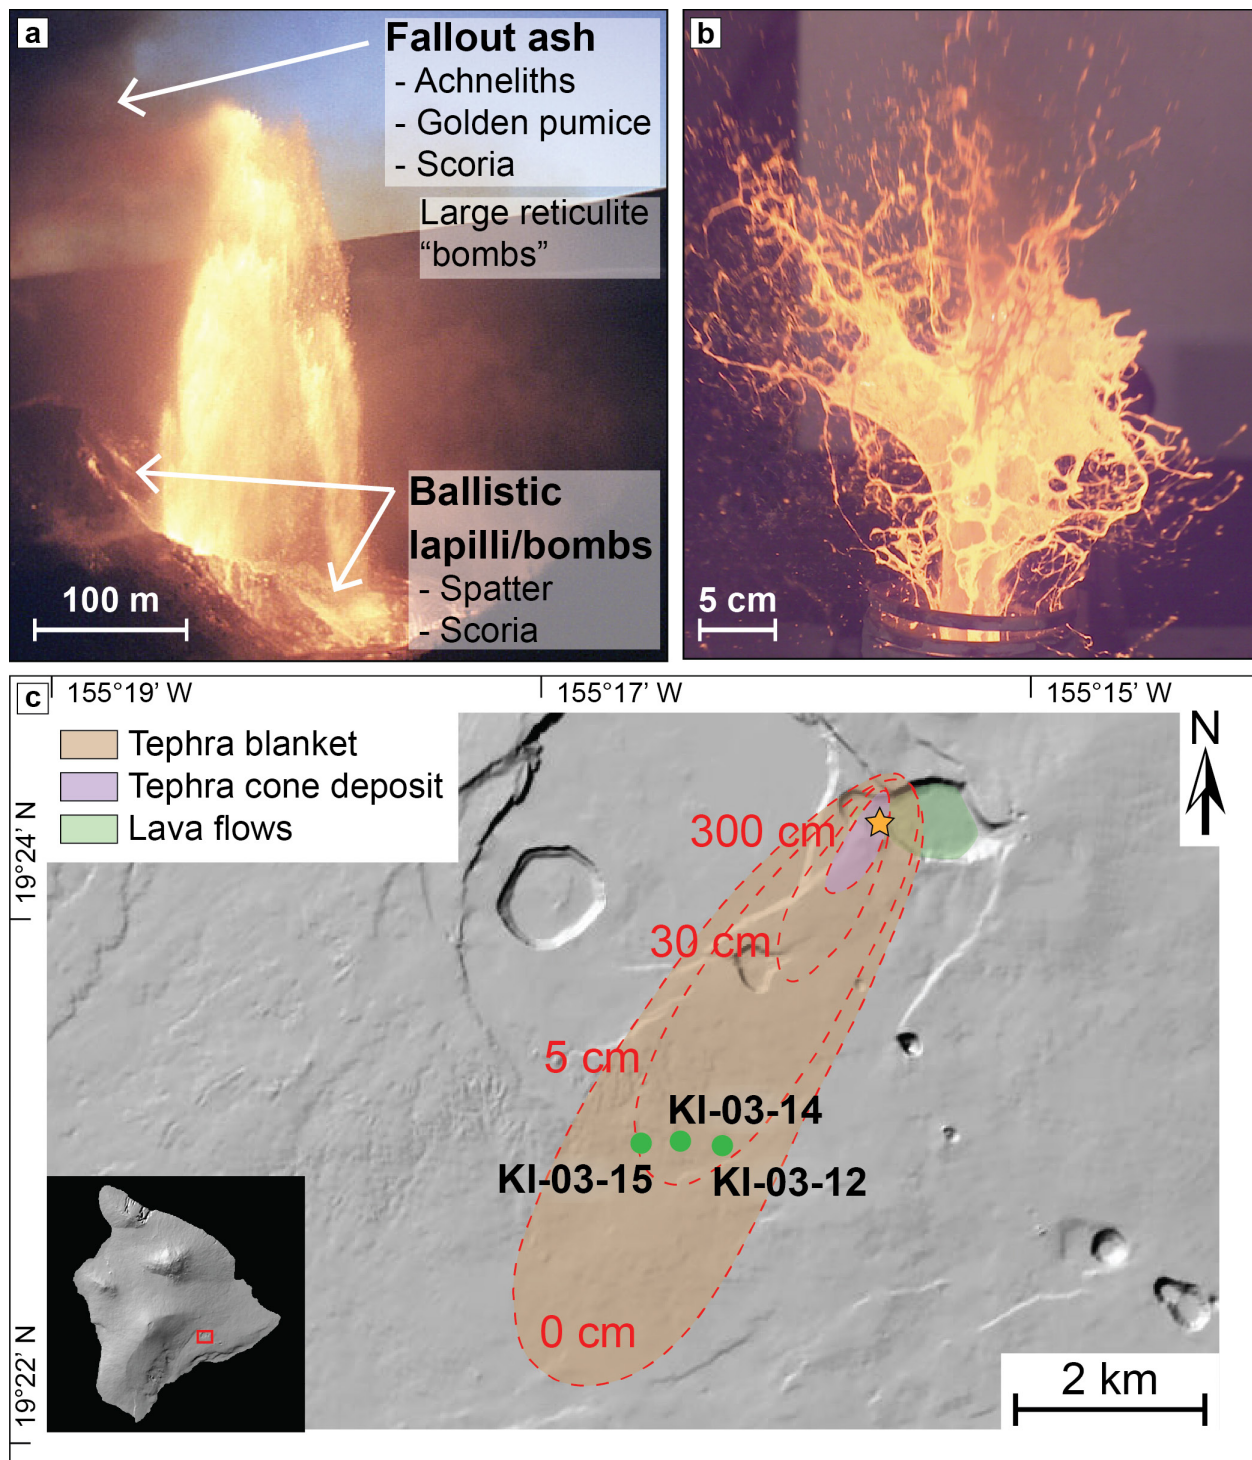 a
Fallout ash
- Achneliths
- Golden pumice
- Scoria
Large reticulite
“bombs”
Ballistic
lapilli/bombs
- Spatter
- Scoria
100 m
b
5 cm
c
155°19’ W
155°17’ W
155°15’ W
Tephra blanket
Tephra cone deposit
Lava flows
N
19°24’ N
300 cm
30 cm
5 cm
KI-03-14
KI-03-15
KI-03-12
0 cm
19°22’ N
2 km